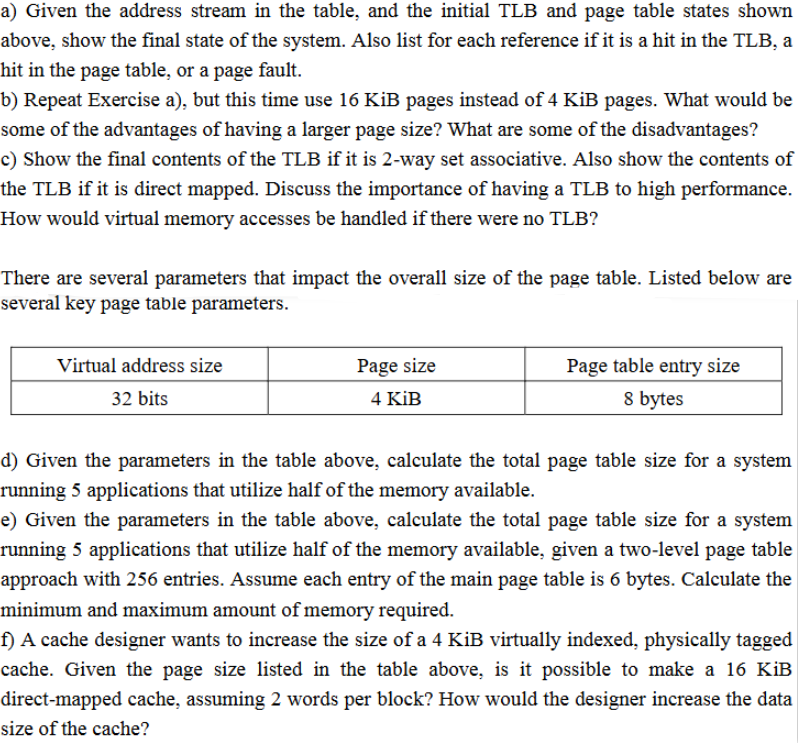 a) Given the address stream in the table, and the initial TLB and page table states shown
above, show the final state of the system. Also list for each reference if it is a hit in the TLB, a
hit in the page table, or a page fault.
b) Repeat Exercise a), but this time use 16 KiB pages instead of 4 KiB pages. What would be
some of the advantages of having a larger page size? What are some of the disadvantages?
c) Show the final contents of the TLB if it is 2-way set associative. Also show the contents of
the TLB if it is direct mapped. Discuss the importance of having a TLB to high performance.
How would virtual memory accesses be handled if there were no TLB?
There are several parameters that impact the overall size of the page table. Listed below are
several key page table parameters.
Virtual address size Page size Page table entry size
32 bits 4 KiB 8 bytes
d) Given the parameters in the table above, calculate the total page table size for a system
running 5 applications that utilize half of the memory available.
e) Given the parameters in the table above, calculate the total page table size for a system
running 5 applications that utilize half of the memory available, given a two-level page table
approach with 256 entries. Assume each entry of the main page table is 6 bytes. Calculate the
minimum and maximum amount of memory required.
f) A cache designer wants to increase the size of a 4 KiB virtually indexed, physically tagged
cache. Given the page size listed in the table above, is it possible to make a 16 KiB
direct-mapped cache, assuming 2 words per block? How would the designer increase the data
size of the cache?